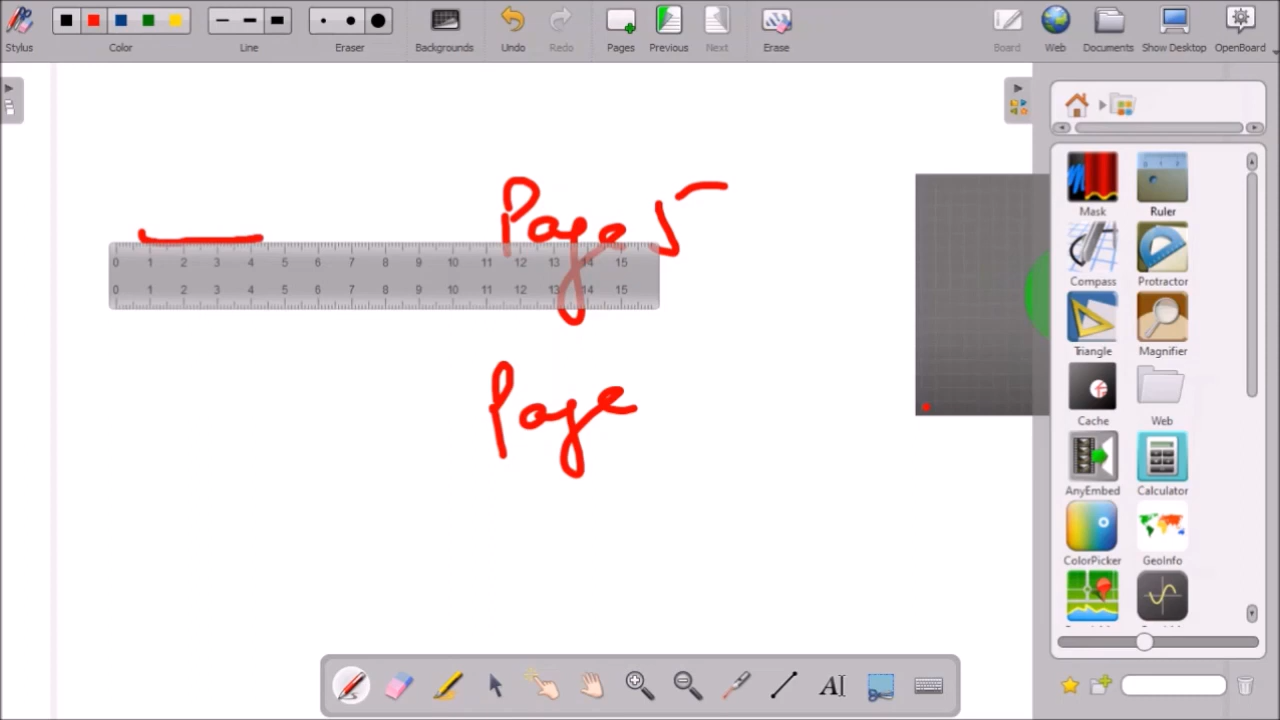 Stylus Color Line Eraser Backgrounds Undo Redo Pages Previous Next Erase Board Web Documents Show Desktop OpenBoard
Page 5
0 1 2 3 4 5 6 7 8 9 10 11 12 13 14 15
0 1 2 3 4 5 6 7 8 9 10 11 12 13 14 15
Page
Mask Ruler
Compass Protractor
Triangle Magnifier
Cache Web
AnyEmbed Calculator
ColorPicker GeoInfo
AI